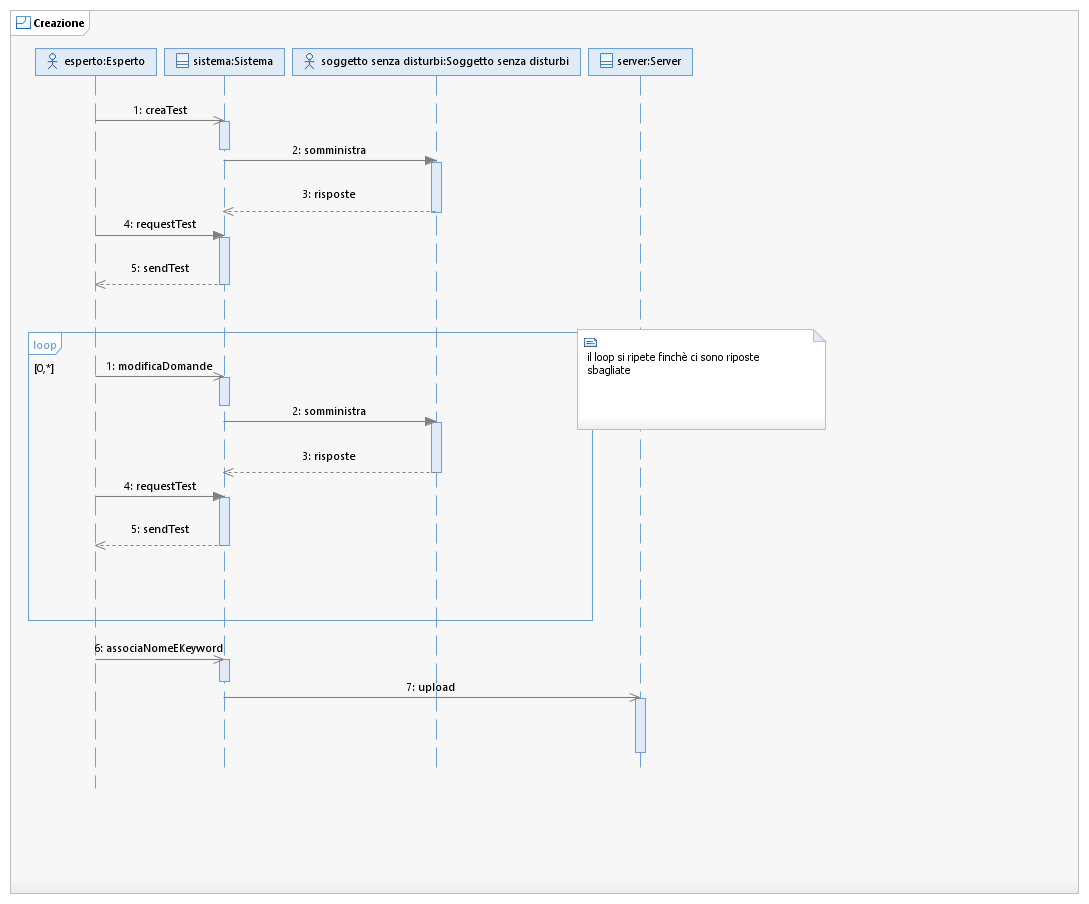 Creazione
esperto:Esperto
sistema:Sistema
soggetto senza disturbi:Soggetto senza disturbi
server:Server
1: creaTest
2: somministra
3: risposte
4: requestTest
5: sendTest
loop
[0,*]
il loop si ripete finchè ci sono riposte
sbagliate
1: modificaDomande
2: somministra
3: risposte
4: requestTest
5: sendTest
6: associaNomeEKeyword
7: upload